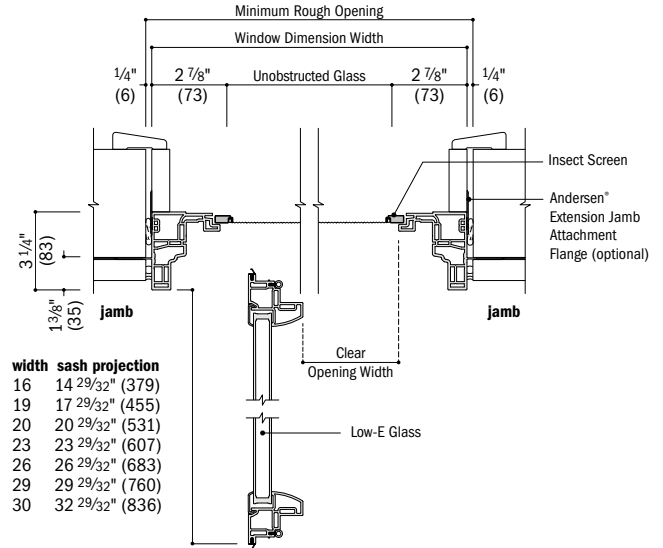 Minimum Rough Opening
Window Dimension Width
1/4" 2 7/8" Unobstructed Glass 2 7/8" 1/4"
(6) (73) (73) (6)
Insect Screen
Andersen®
Extension Jamb
Attachment
Flange (optional)
3 1/4"
(83)
1 3/8"
(35)
jamb
jamb
Clear
Opening Width
Low-E Glass
width sash projection
16 14 29/32" (379)
19 17 29/32" (455)
20 20 29/32" (531)
23 23 29/32" (607)
26 26 29/32" (683)
29 29 29/32" (760)
30 32 29/32" (836)